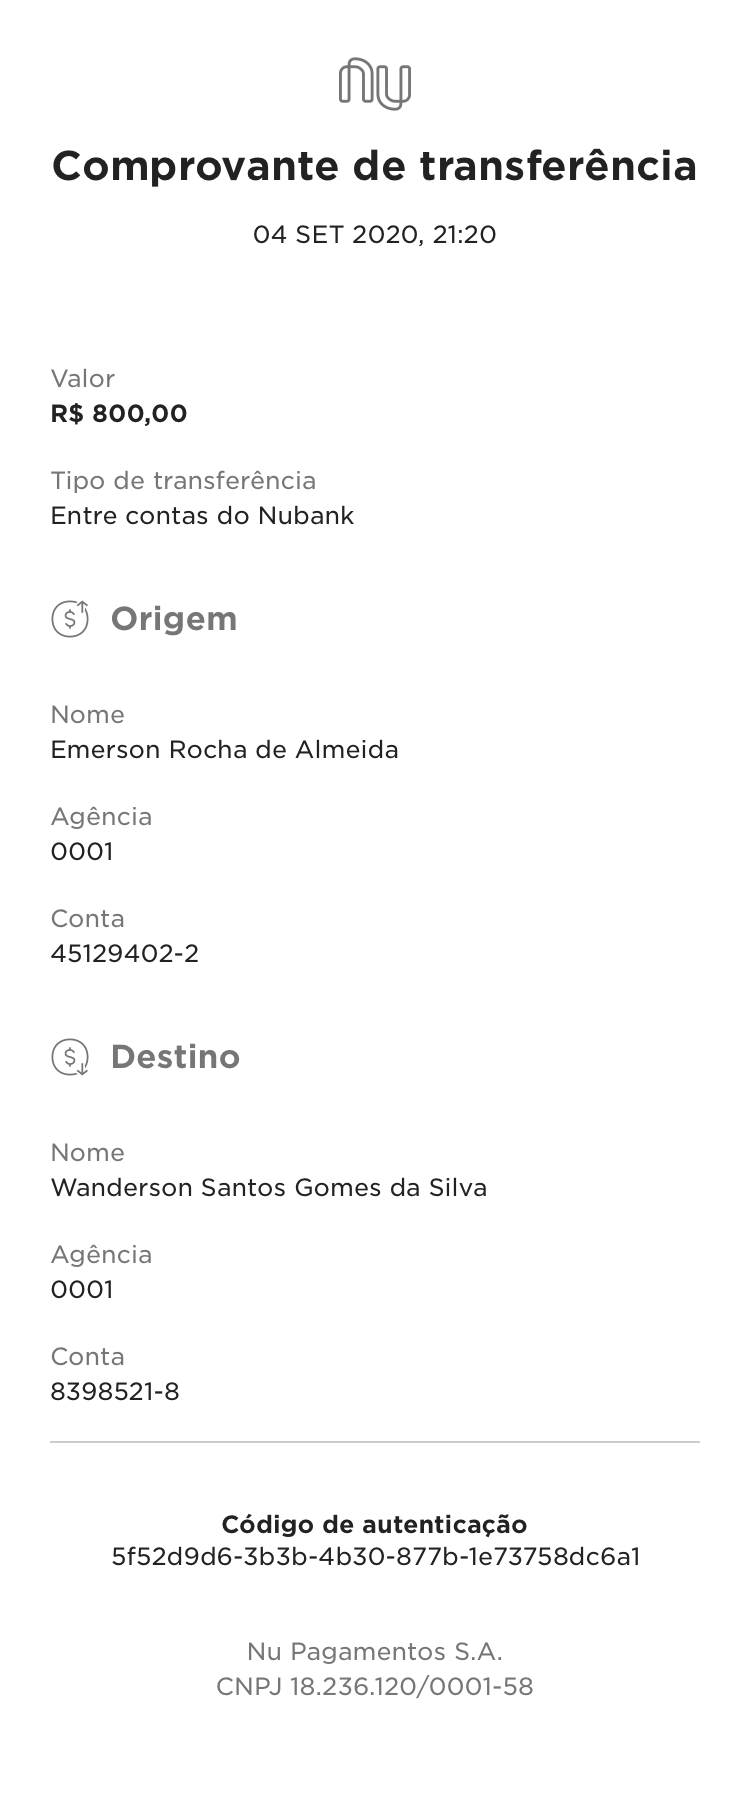 nu
Comprovante de transferência
04 SET 2020, 21:20
Valor
R$ 800,00
Tipo de transferência
Entre contas do Nubank
Origem
Nome
Emerson Rocha de Almeida
Agência
0001
Conta
45129402-2
Destino
Nome
Wanderson Santos Gomes da Silva
Agência
0001
Conta
8398521-8
Código de autenticação
5f52d9d6-3b3b-4b30-877b-1e73758dc6a1
Nu Pagamentos S.A.
CNPJ 18.236.120/0001-58